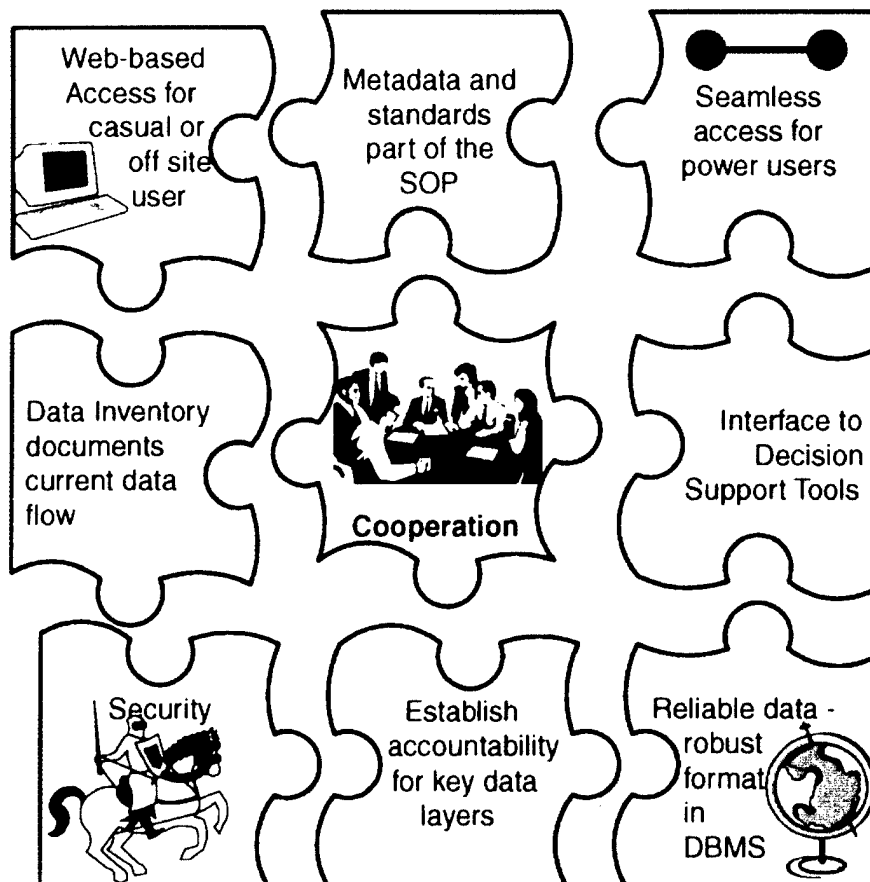 Web-based
Access for
casual or
off site
user
Metadata and
standards
part of the
SOP
Seamless
access for
power users
Data Inventory
documents
current data
flow
Cooperation
Interface to
Decision
Support Tools
Security
Establish
accountability
for key data
layers
Reliable data -
robust
format
in
DBMS